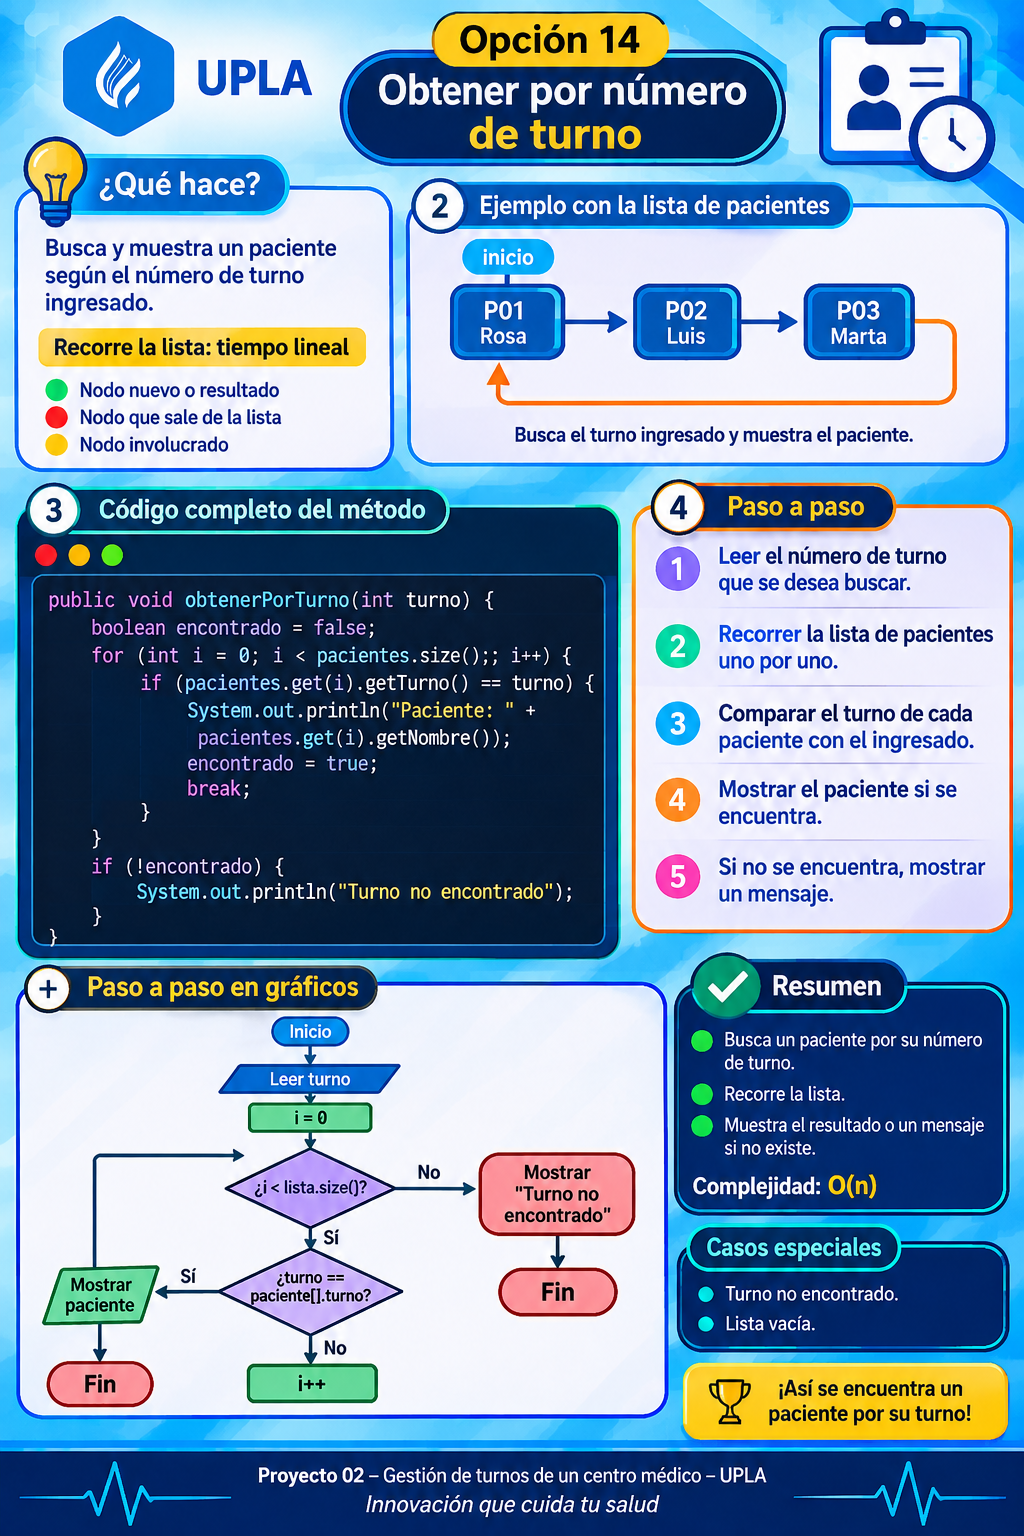 UPLA
Opción 14
Obtener por número
de turno
¿Qué hace?
Busca y muestra un paciente
según el número de turno
ingresado.
Recorre la lista: tiempo lineal
Nodo nuevo o resultado
Nodo que sale de la lista
Nodo involucrado
2
Ejemplo con la lista de pacientes
inicio
P01
Rosa
P02
Luis
P03
Marta
Busca el turno ingresado y muestra el paciente.
3
Código completo del método
public void obtenerPorTurno(int turno) {
boolean encontrado = false;
for (int i = 0; i < pacientes.size();; i++) {
if (pacientes.get(i).getTurno() == turno) {
System.out.println("Paciente: " +
pacientes.get(i).getNombre());
encontrado = true;
break;
}
}
if (!encontrado) {
System.out.println("Turno no encontrado");
}
}
4
Paso a paso
1
Leer el número de turno
que se desea buscar.
2
Recorrer la lista de pacientes
uno por uno.
3
Comparar el turno de cada
paciente con el ingresado.
4
Mostrar el paciente si se
encuentra.
5
Si no se encuentra, mostrar
un mensaje.
+
Paso a paso en gráficos
Inicio
Leer turno
i = 0
¿i < lista.size()?
No
Mostrar
"Turno no
encontrado"
Fin
Sí
¿turno ==
paciente[].turno?
Sí
Mostrar
paciente
Fin
No
i++
Resumen
Busca un paciente por su número
de turno.
Recorre la lista.
Muestra el resultado o un mensaje
si no existe.
Complejidad: O(n)
Casos especiales
Turno no encontrado.
Lista vacía.
¡Así se encuentra un
paciente por su turno!
Proyecto 02 – Gestión de turnos de un centro médico – UPLA
Innovación que cuida tu salud